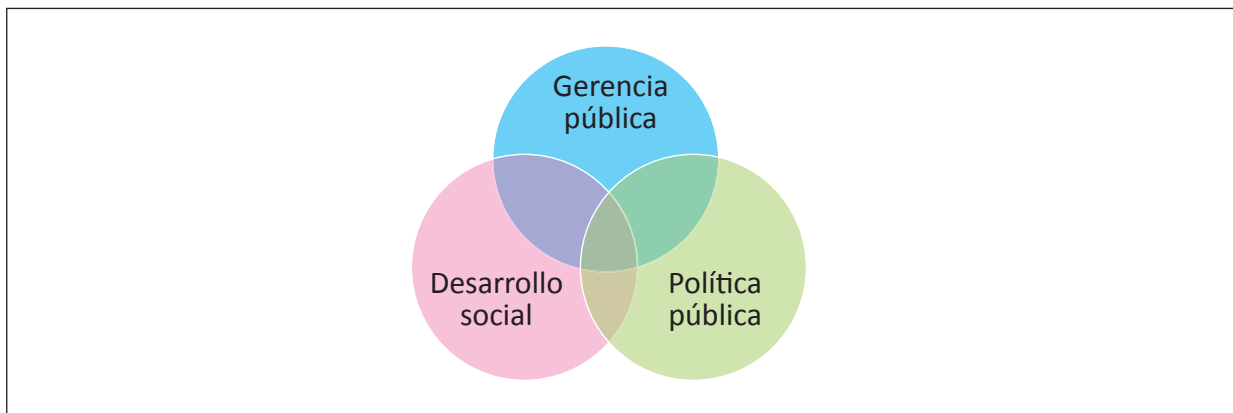 Gerencia
pública
Desarrollo
social
Política
pública